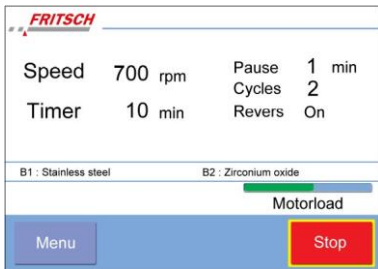 FRITSCH
Speed 700 rpm
Timer 10 min
Pause 1 min
Cycles 2
Revers On
B1 : Stainless steel
B2 : Zirconium oxide
Motorload
Menu
Stop